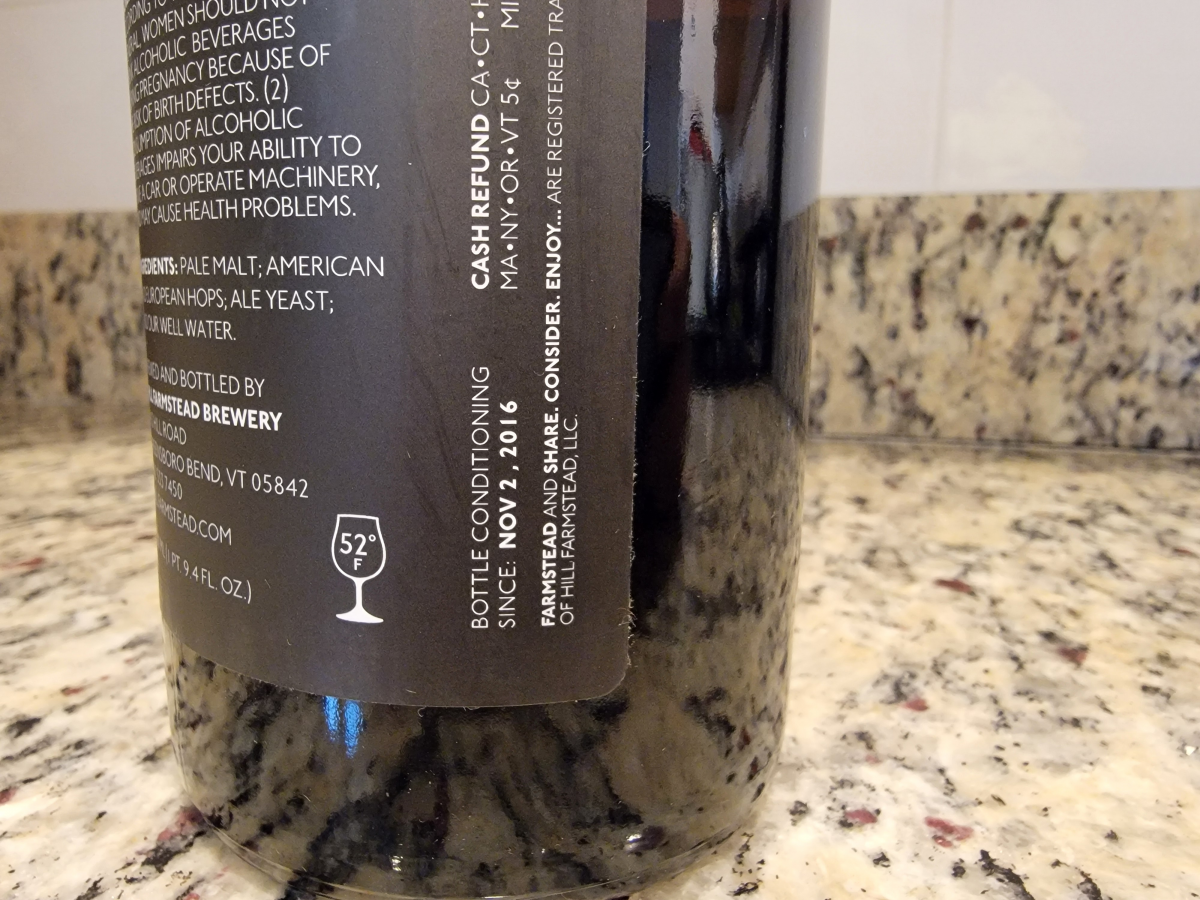 WOMEN SHOULD NOT
ALCOHOLIC BEVERAGES
PREGNANCY BECAUSE OF
OF BIRTH DEFECTS. (2)
OF ALCOHOLIC
IMPAIRS YOUR ABILITY TO
A CAR OR OPERATE MACHINERY,
MAY CAUSE HEALTH PROBLEMS.
PALE MALT; AMERICAN
EUROPEAN HOPS; ALE YEAST;
OUR WELL WATER.
AND BOTTLED BY
FARMSTEAD BREWERY
ROAD
BEND, VT 05842
7450
.COM
1 PT. 9.4 FL. OZ.)
52°
F
BOTTLE CONDITIONING
SINCE: NOV 2, 2016
CASH REFUND CA•CT•
MA•NY•OR•VT 5¢
FARMSTEAD AND SHARE. CONSIDER. ENJOY... ARE REGISTERED
OF HILL FARMSTEAD, LLC.